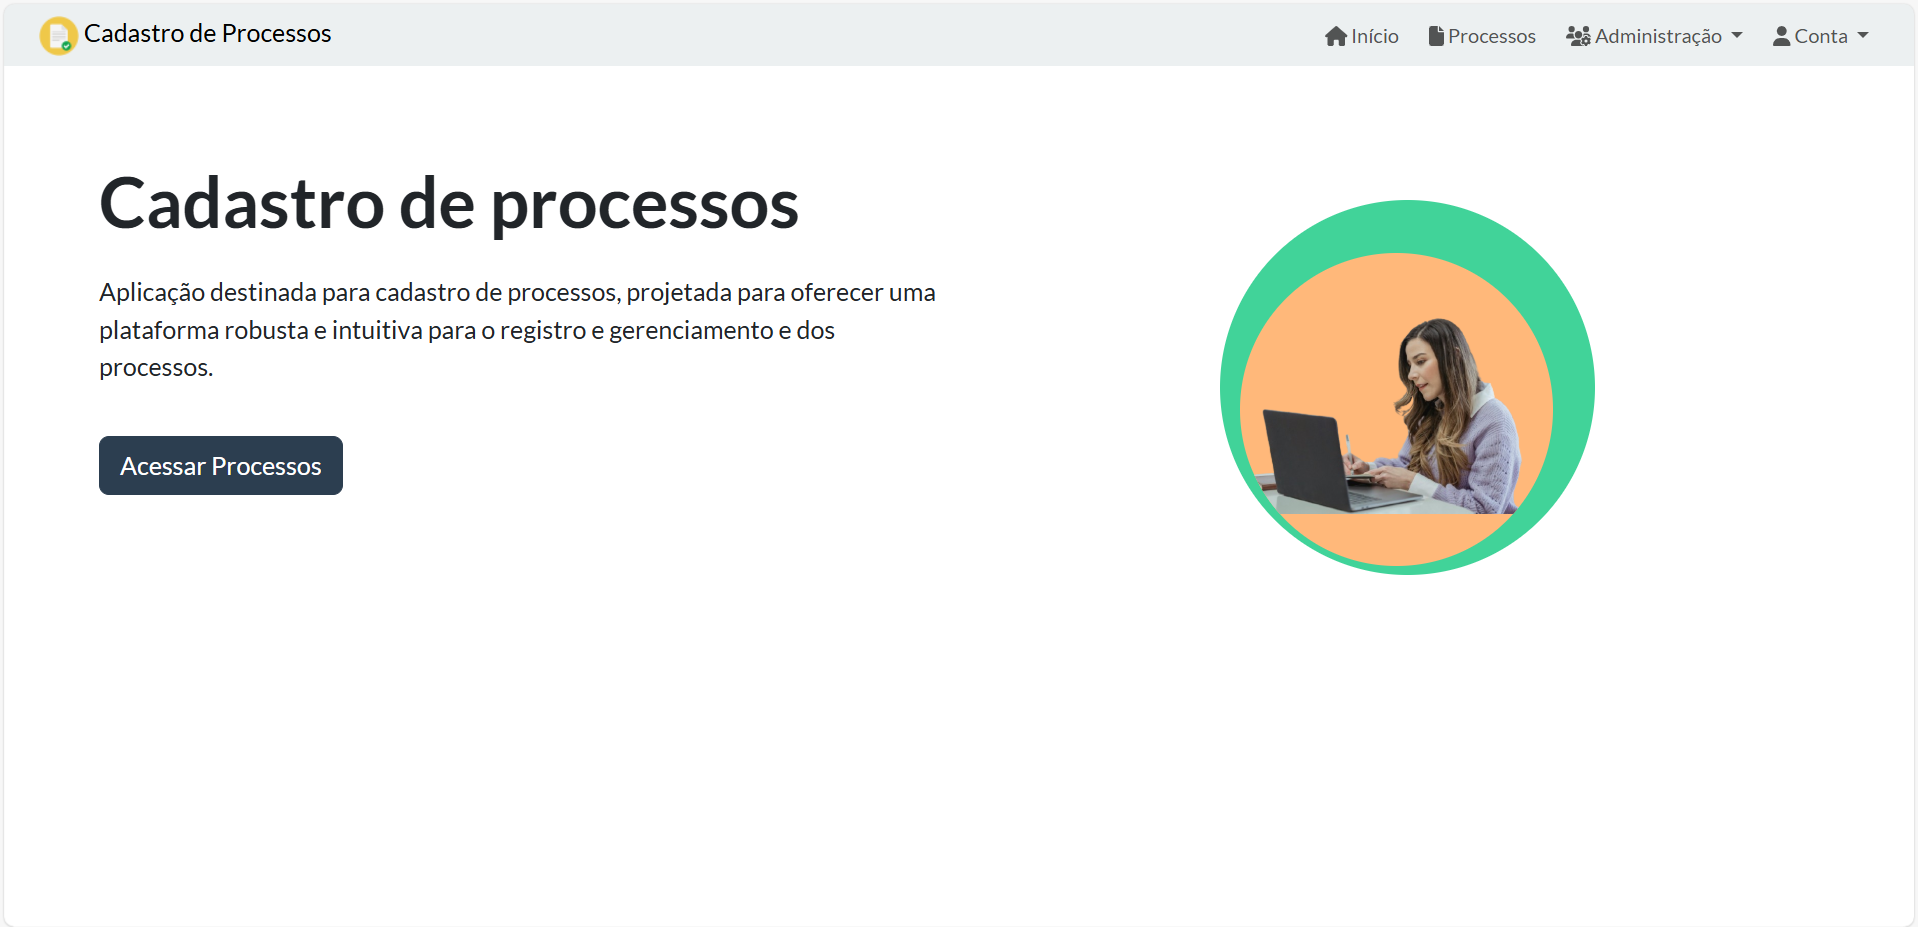 Cadastro de Processos
Início
Processos
Administração
Conta
Cadastro de processos
Aplicação destinada para cadastro de processos, projetada para oferecer uma
plataforma robusta e intuitiva para o registro e gerenciamento e dos
processos.
Acessar Processos